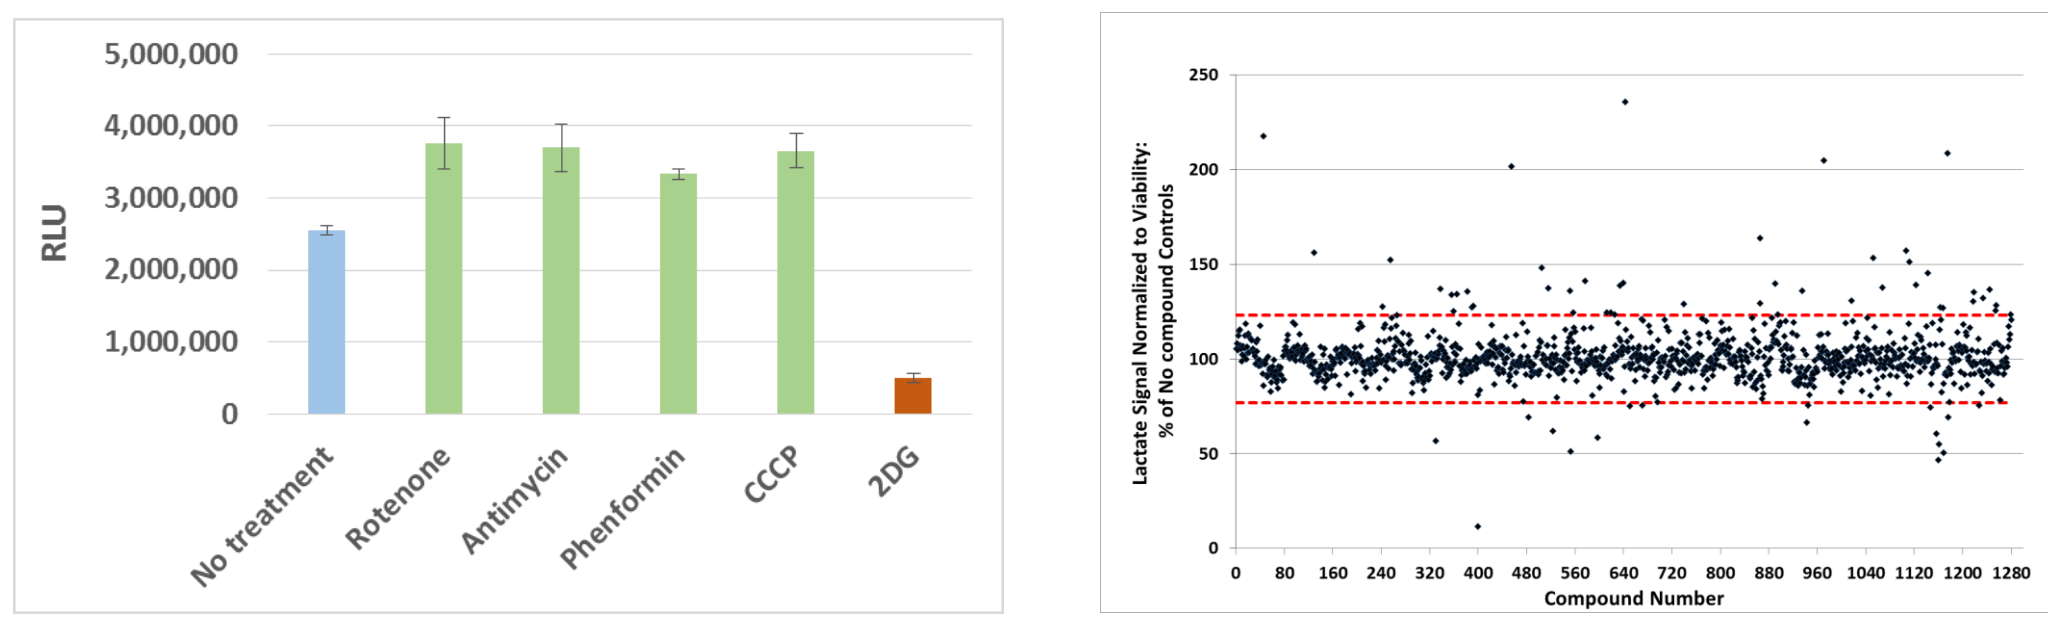 5,000,000
4,000,000
3,000,000
2,000,000
1,000,000
0
RLU
No treatment
Rotenone
Antimycin
Phenformin
CCCP
2DG
250
200
150
100
50
0
Lactate Signal Normalized to Viability:
% of No compound Controls
0 80 160 240 320 400 480 560 640 720 800 880 960 1040 1120 1200 1280
Compound Number